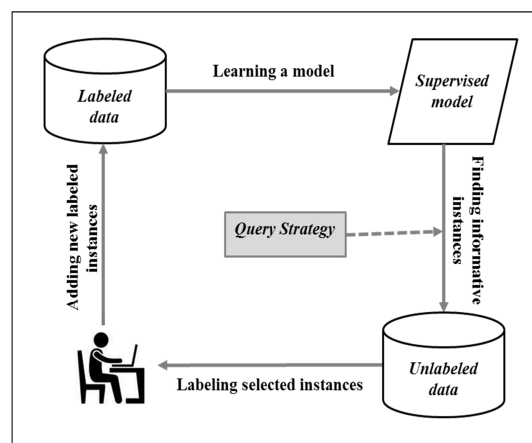 Learning a model
Labeled
data
Supervised
model
Finding informative
instances
Query Strategy
Adding new labeled
instances
Labeling selected instances
Unlabeled
data